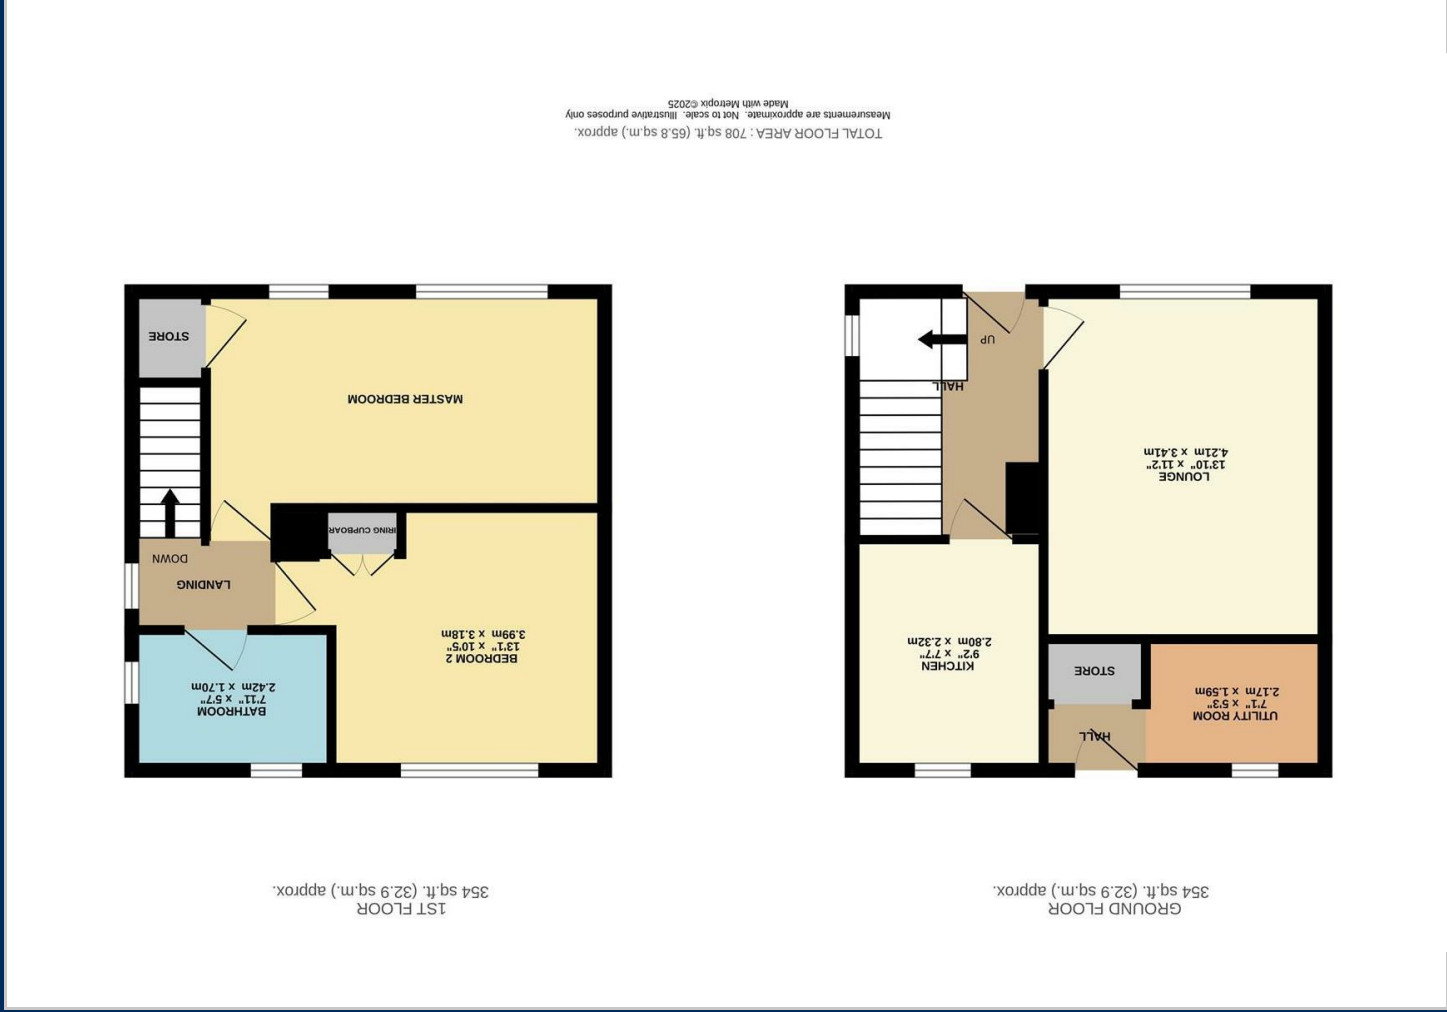 GROUND FLOOR
354 sq.ft. (32.9 sq.m.) approx.
1ST FLOOR
354 sq.ft. (32.9 sq.m.) approx.
UTILITY ROOM
7'1" x 5'3"
2.17m x 1.59m
HALL
STORE
KITCHEN
9'2" x 7'7"
2.80m x 2.32m
LOUNGE
13'10" x 11'2"
4.21m x 3.41m
HALL
UP
BATHROOM
7'11" x 5'7"
2.42m x 1.70m
BEDROOM 2
13'1" x 10'5"
3.99m x 3.18m
LANDING
DOWN
IRING CUPBOAR
MASTER BEDROOM
STORE
TOTAL FLOOR AREA : 708 sq.ft. (65.8 sq.m.) approx.
Measurements are approximate. Not to scale. Illustrative purposes only
Made with Metropix ©2025